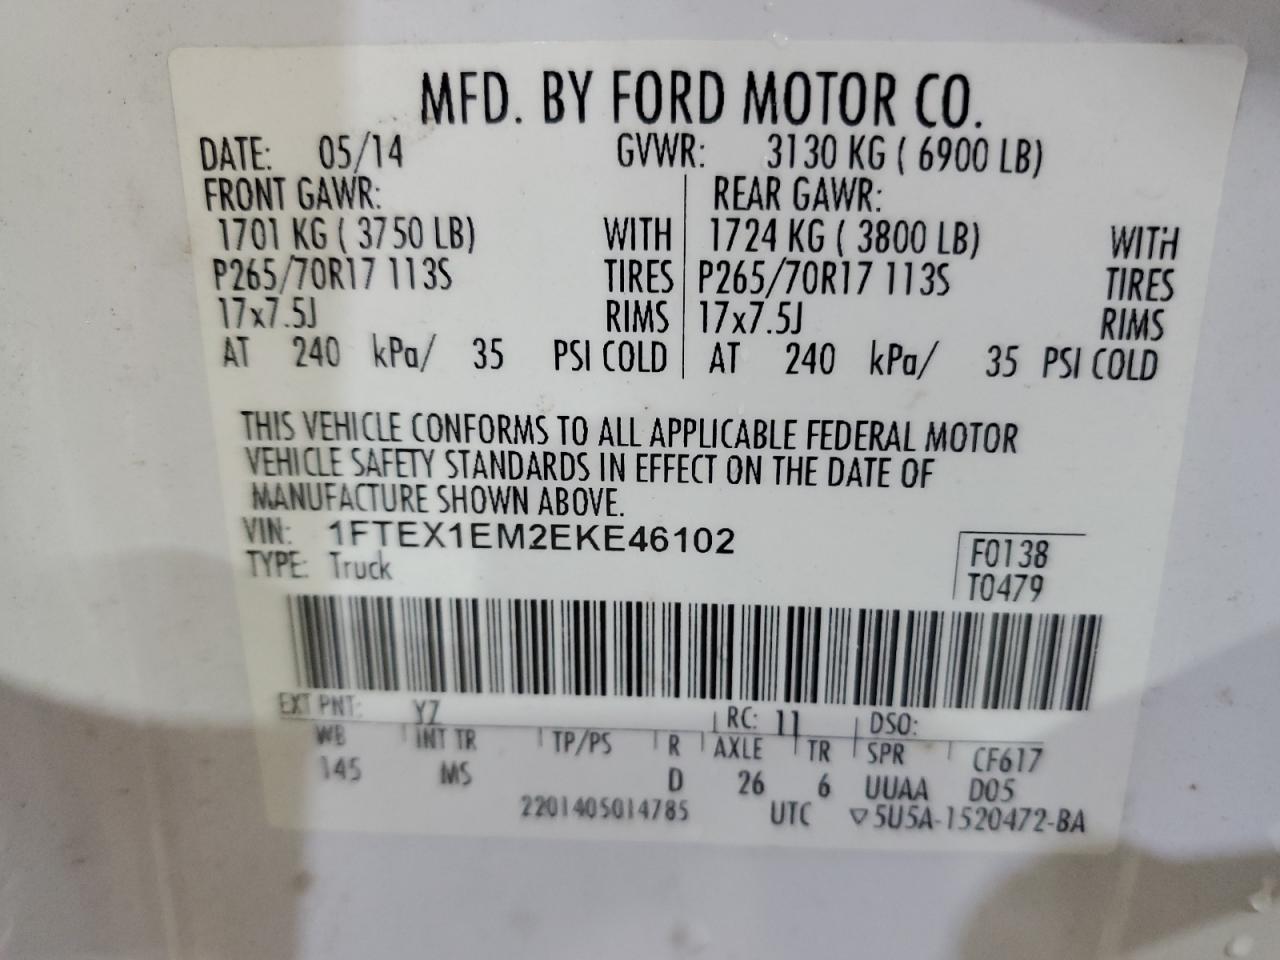 MFD. BY FORD MOTOR CO.
DATE: 05/14 GVWR: 3130 KG ( 6900 LB)
FRONT GAWR: REAR GAWR:
1701 KG ( 3750 LB) WITH 1724 KG ( 3800 LB) WITH
P265/70R17 113S TIRES P265/70R17 113S TIRES
17x7.5J RIMS 17x7.5J RIMS
AT 240 kPa/ 35 PSI COLD AT 240 kPa/ 35 PSI COLD
THIS VEHICLE CONFORMS TO ALL APPLICABLE FEDERAL MOTOR
VEHICLE SAFETY STANDARDS IN EFFECT ON THE DATE OF
MANUFACTURE SHOWN ABOVE.
VIN: 1FTEX1EM2EKE46102
F0138
TYPE: Truck
T0479
EXT PNT: YZ RC: 11 DSO:
WB INT TR TP/PS R AXLE TR SPR CF617
145 MS D 26 6 UUAA D05
2201405014785 UTC ▽5U5A-1520472-BA